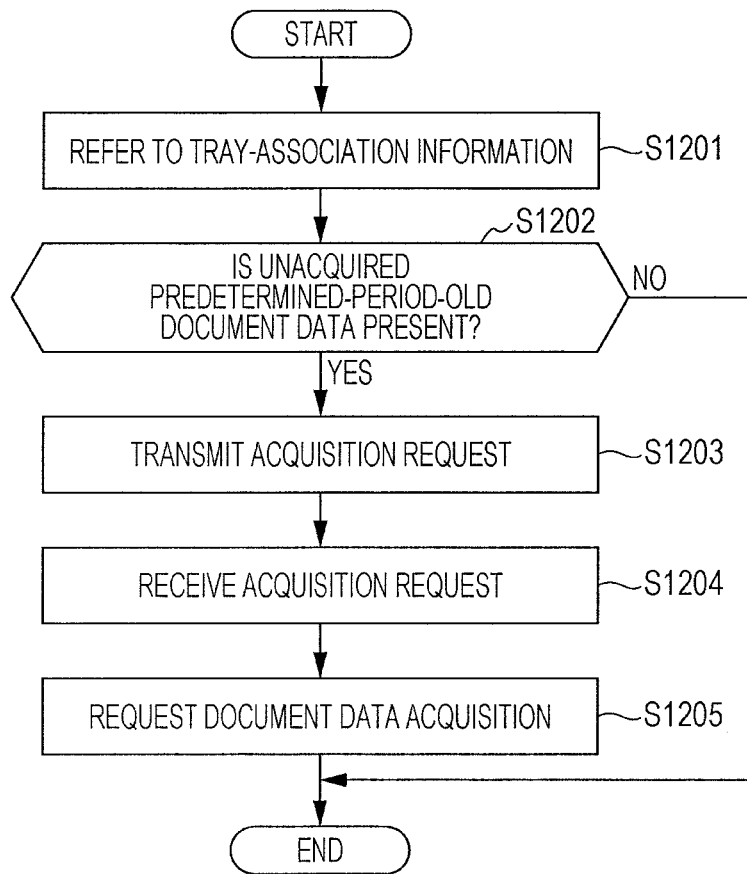 START
REFER TO TRAY-ASSOCIATION INFORMATION
S1201
S1202
IS UNACQUIRED
PREDETERMINED-PERIOD-OLD
DOCUMENT DATA PRESENT?
NO
YES
TRANSMIT ACQUISITION REQUEST
S1203
RECEIVE ACQUISITION REQUEST
S1204
REQUEST DOCUMENT DATA ACQUISITION
S1205
END